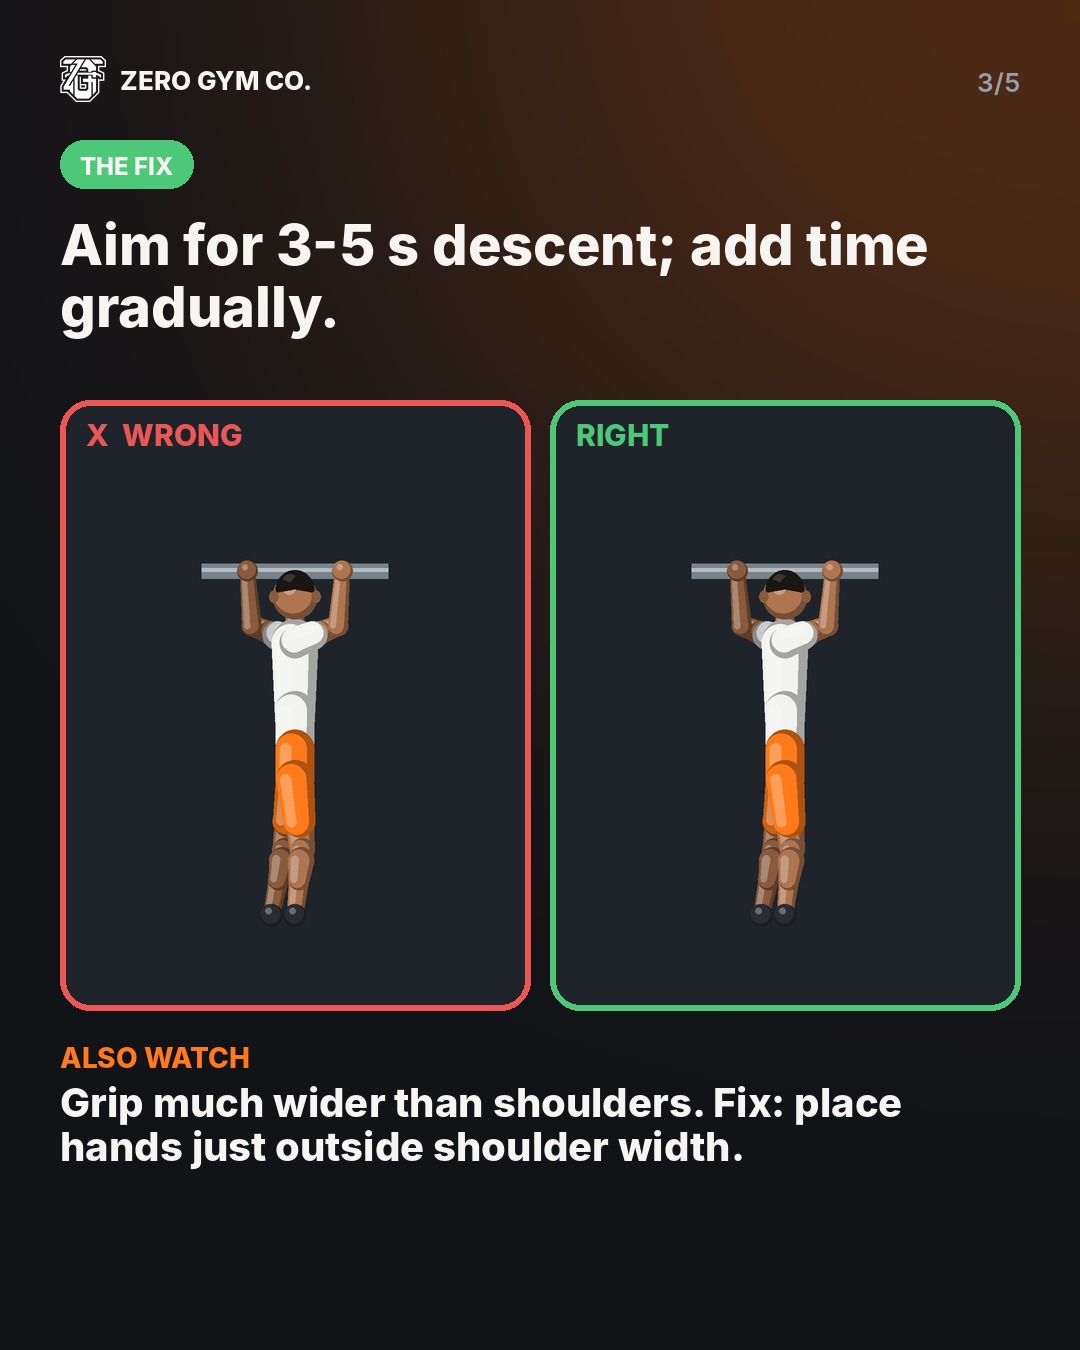 ZERO GYM CO.
3/5
THE FIX
Aim for 3-5 s descent; add time
gradually.
X WRONG
RIGHT
ALSO WATCH
Grip much wider than shoulders. Fix: place
hands just outside shoulder width.